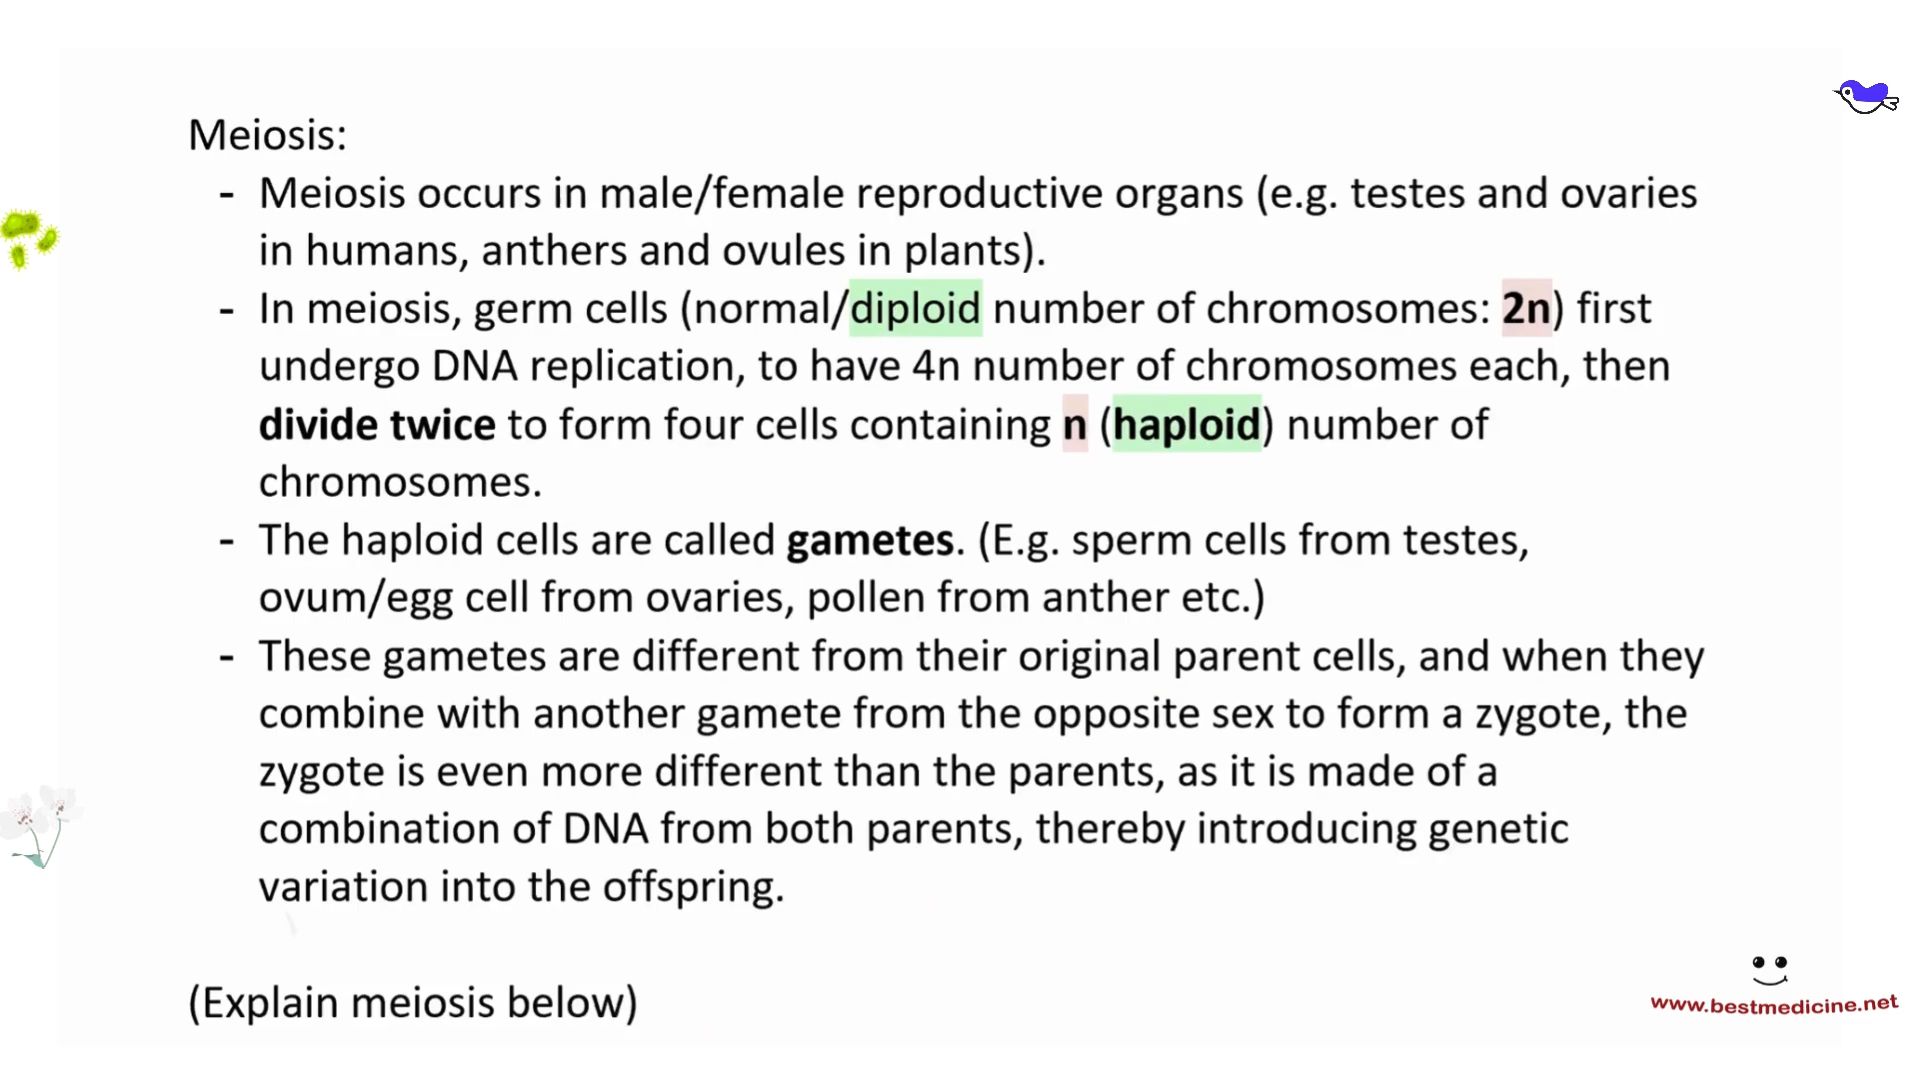 Meiosis:
- Meiosis occurs in male/female reproductive organs (e.g. testes and ovaries
in humans, anthers and ovules in plants).
- In meiosis, germ cells (normal/diploid number of chromosomes: 2n) first
undergo DNA replication, to have 4n number of chromosomes each, then
divide twice to form four cells containing n (haploid) number of
chromosomes.
- The haploid cells are called gametes. (E.g. sperm cells from testes,
ovum/egg cell from ovaries, pollen from anther etc.)
- These gametes are different from their original parent cells, and when they
combine with another gamete from the opposite sex to form a zygote, the
zygote is even more different than the parents, as it is made of a
combination of DNA from both parents, thereby introducing genetic
variation into the offspring.
(Explain meiosis below)
www.bestmedicine.net